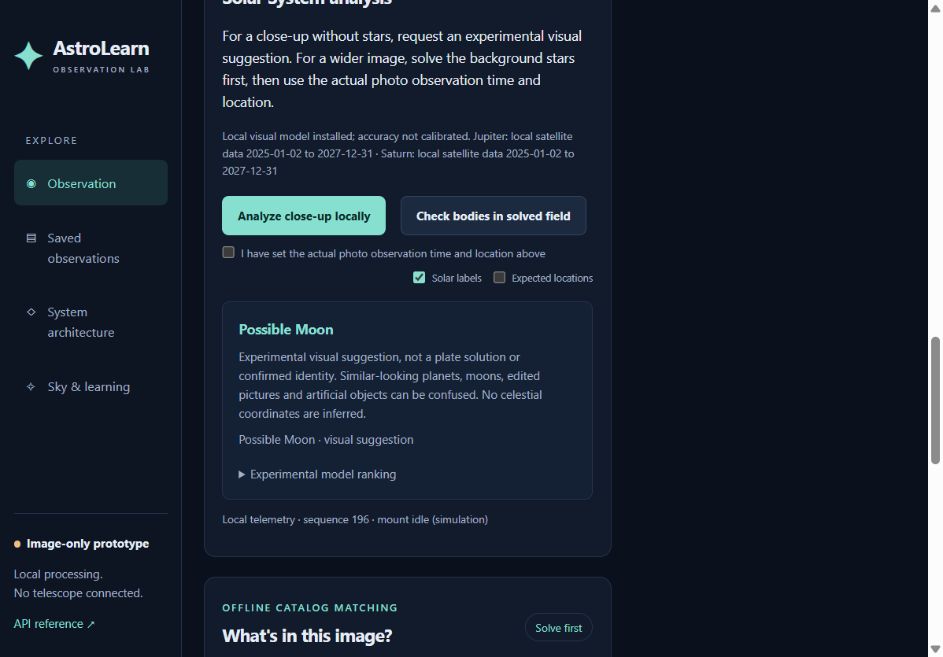 AstroLearn
OBSERVATION LAB
EXPLORE
Observation
Saved
observations
System
architecture
Sky & learning
Image-only prototype
Local processing.
No telescope connected.
API reference ↗
Solar System analysis
For a close-up without stars, request an experimental visual
suggestion. For a wider image, solve the background stars
first, then use the actual photo observation time and
location.
Local visual model installed; accuracy not calibrated. Jupiter: local satellite
data 2025-01-02 to 2027-12-31 · Saturn: local satellite data 2025-01-02 to
2027-12-31
Analyze close-up locally
Check bodies in solved field
I have set the actual photo observation time and location above
Solar labels
Expected locations
Possible Moon
Experimental visual suggestion, not a plate solution or
confirmed identity. Similar-looking planets, moons, edited
pictures and artificial objects can be confused. No celestial
coordinates are inferred.
Possible Moon · visual suggestion
Experimental model ranking
Local telemetry · sequence 196 · mount idle (simulation)
OFFLINE CATALOG MATCHING
What's in this image?
Solve first